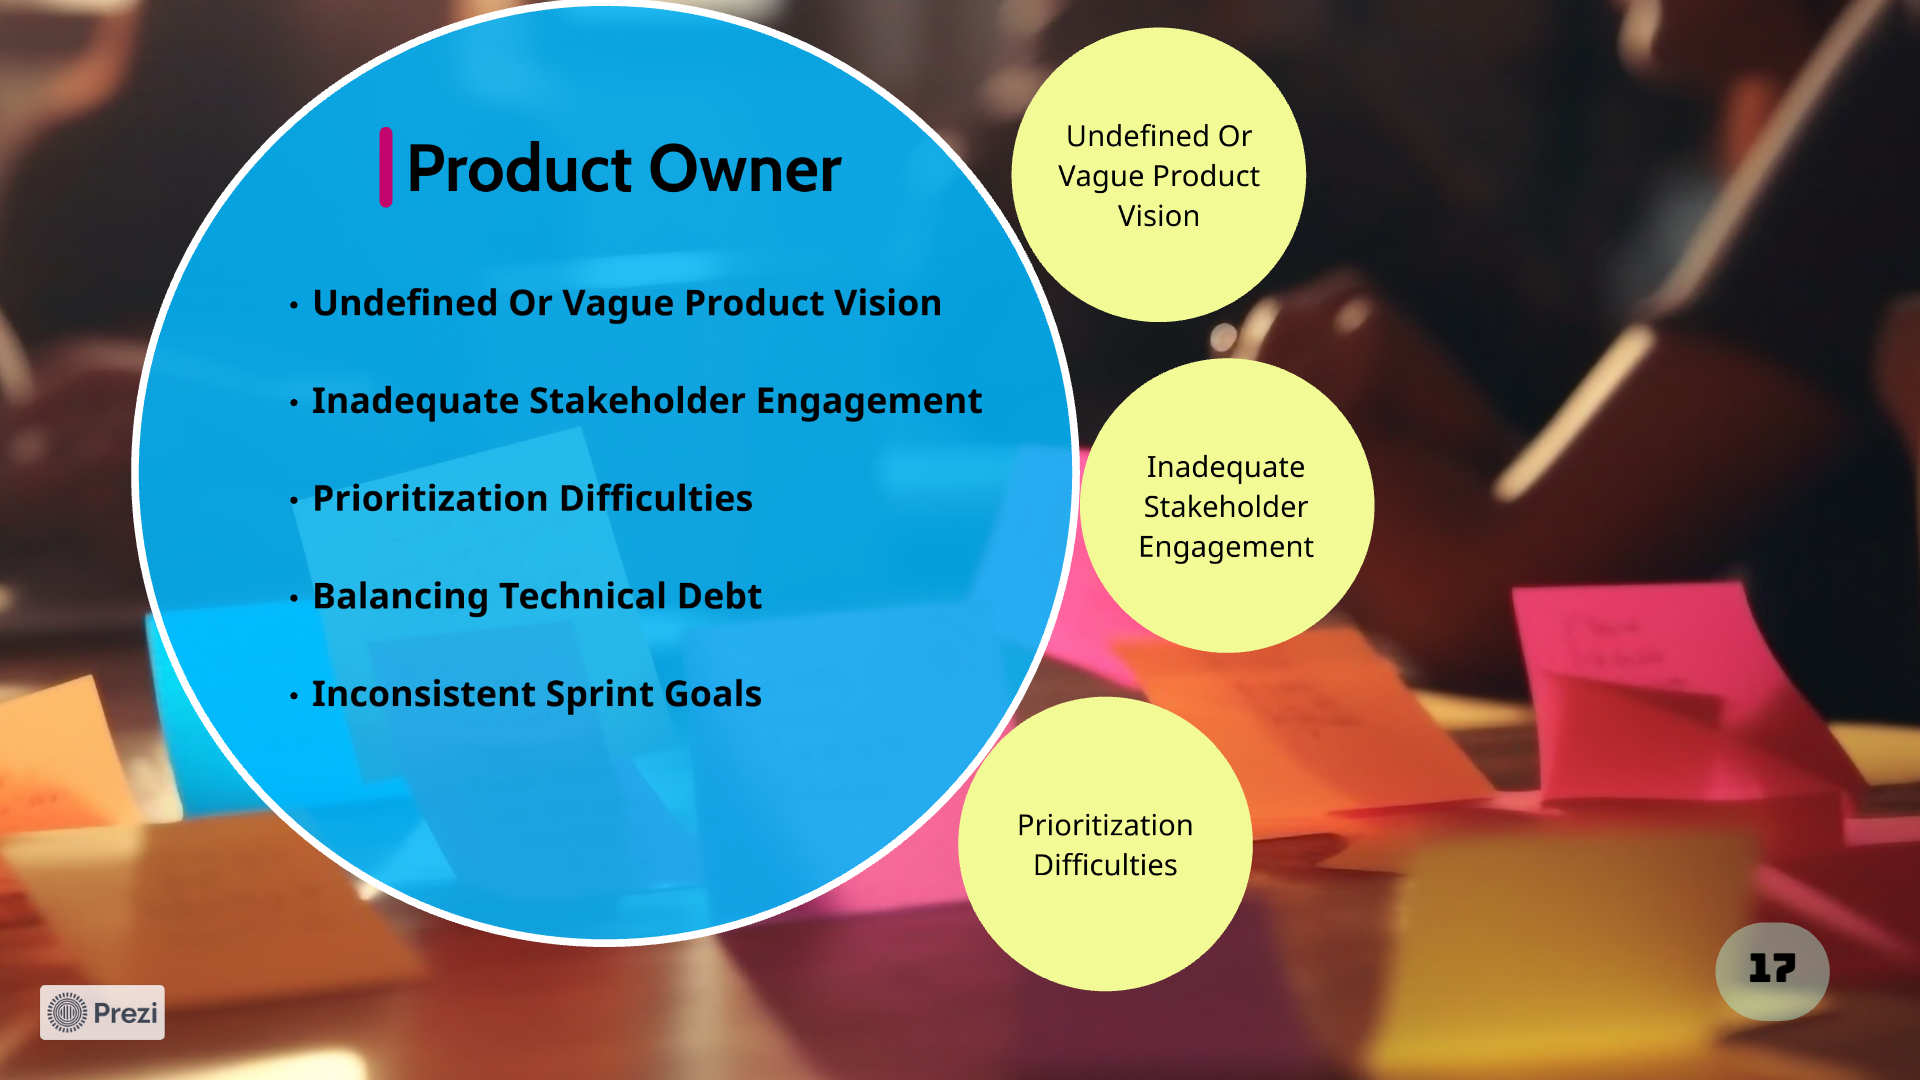 Product Owner
• Undefined Or Vague Product Vision
• Inadequate Stakeholder Engagement
• Prioritization Difficulties
• Balancing Technical Debt
• Inconsistent Sprint Goals
Undefined Or
Vague Product
Vision
Inadequate
Stakeholder
Engagement
Prioritization
Difficulties
17
Prezi